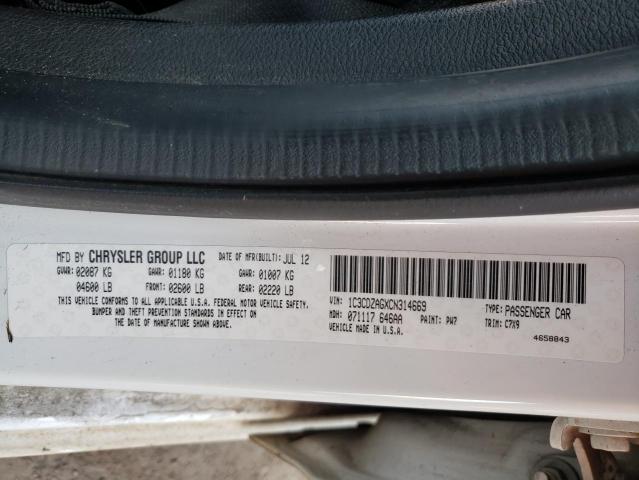 MFD BY CHRYSLER GROUP LLC DATE OF MFR(BUILT): JUL 12
GVWR: 02087 KG GAWR: 01180 KG GAWR: 01007 KG
04600 LB FRONT: 02600 LB REAR: 02220 LB
THIS VEHICLE CONFORMS TO ALL APPLICABLE U.S.A. FEDERAL MOTOR VEHICLE SAFETY,
BUMPER AND THEFT PREVENTION STANDARDS IN EFFECT ON
THE DATE OF MANUFACTURE SHOWN ABOVE.
VIN: 1C3CDZAGXCN314669 TYPE: PASSENGER CAR
MDH: 071117 646AA PAINT: PW7 TRIM: C7X9
VEHICLE MADE IN U.S.A.
4658843